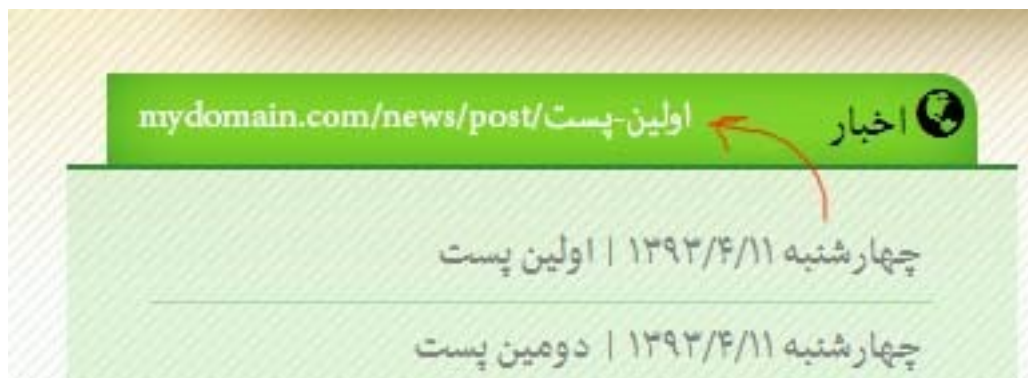 اخبار
mydomain.com/news/post/اولین-پست
چهارشنبه ۱۳۹۳/۴/۱۱ | اولین پست
چهارشنبه ۱۳۹۳/۴/۱۱ | دومین پست